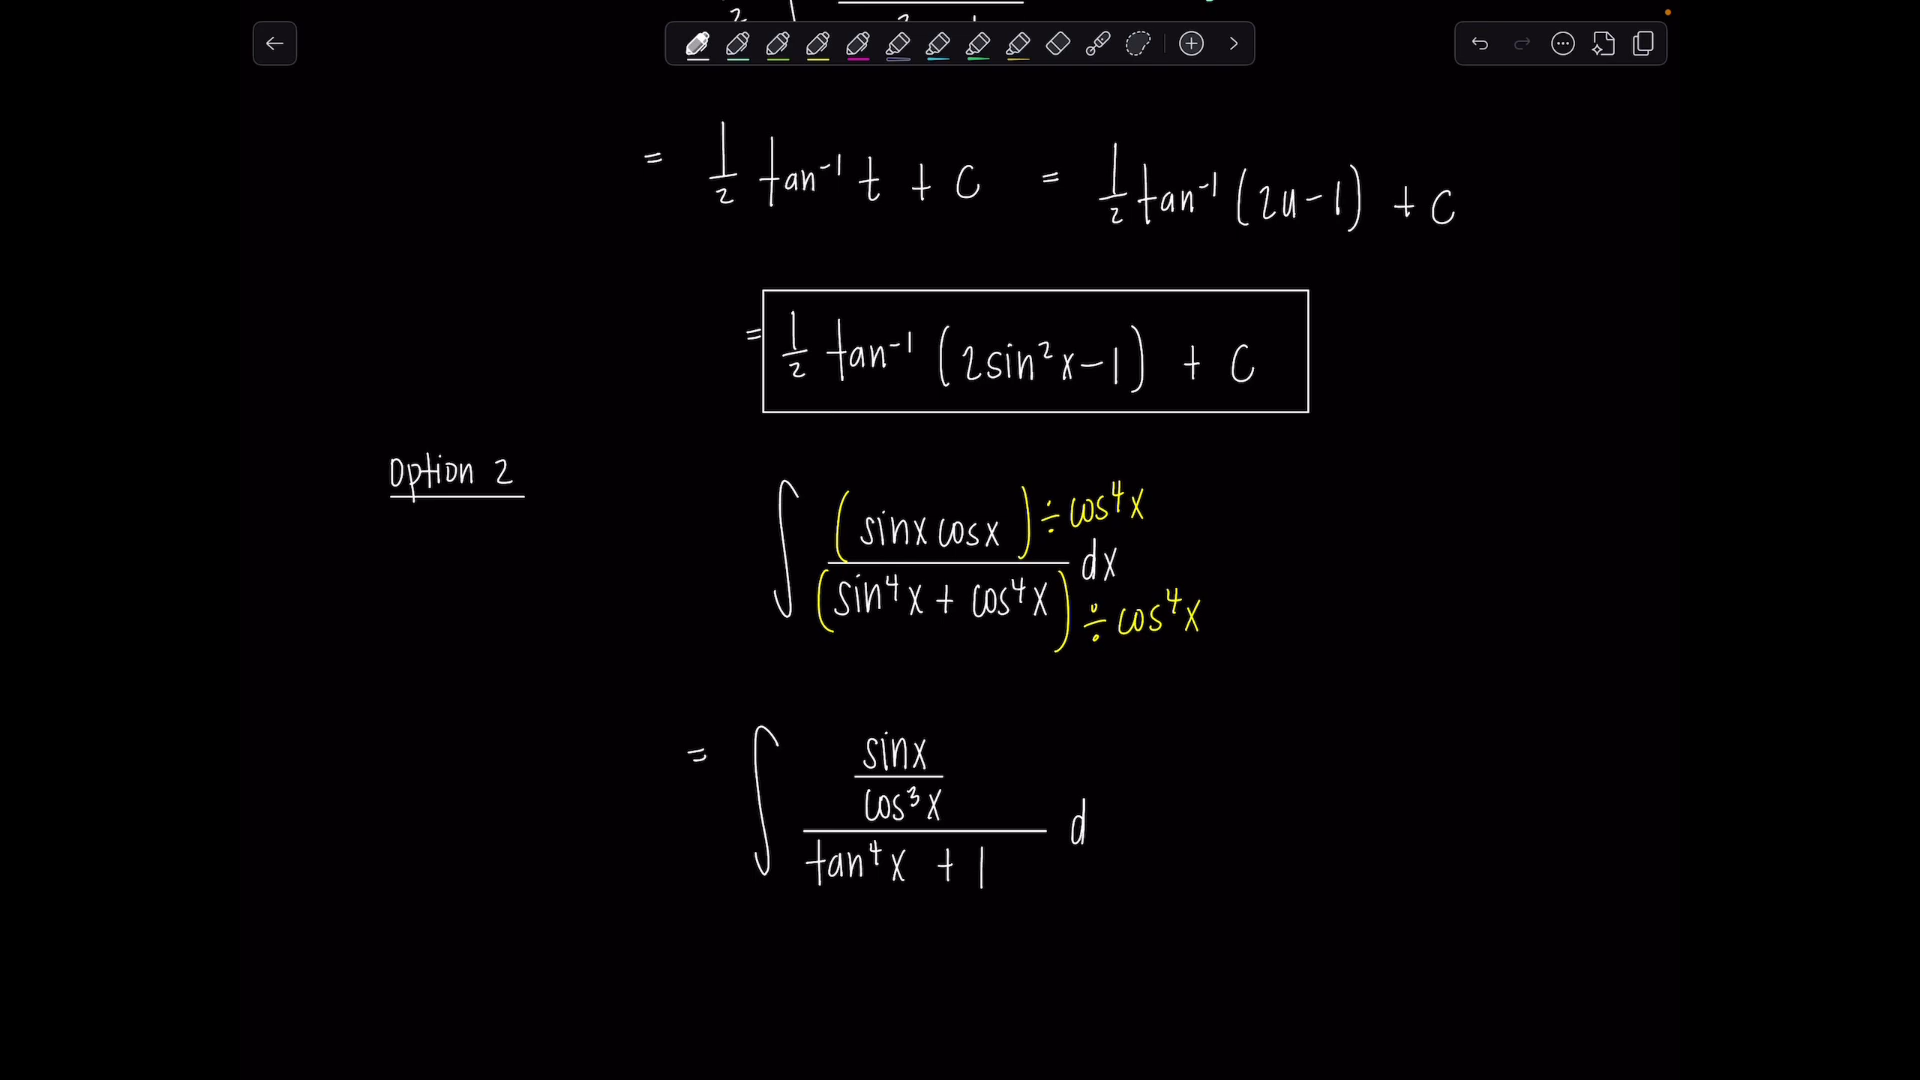 = 1/2 tan⁻¹ t + C = 1/2 tan⁻¹ (2u-1) + C
= 1/2 tan⁻¹ (2sin²x-1) + C
Option 2
∫ (sinx cosx) ÷ cos⁴x / (sin⁴x + cos⁴x) ÷ cos⁴x dx
= ∫ (sinx / cos³x) / (tan⁴x + 1) d